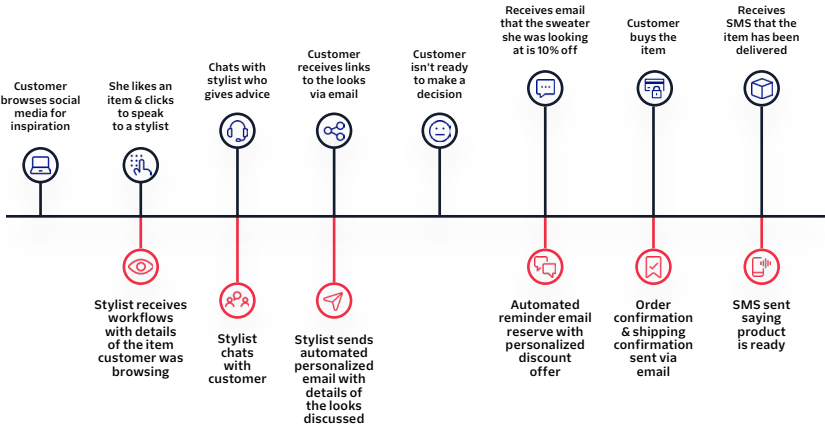 Customer
browses social
media for
inspiration
She likes an
item & clicks
to speak
to a stylist
Chats with
stylist who
gives advice
Customer
receives links
to the looks
via email
Customer
isn't ready
to make a
decision
Receives email
that the sweater
she was looking
at is 10% off
Customer
buys the
item
Receives
SMS that the
item has been
delivered
Stylist receives
workflows
with details
of the item
customer was
browsing
Stylist
chats
with
customer
Stylist sends
automated
personalized
email with
details of
the looks
discussed
Automated
reminder email
reserve with
personalized
discount
offer
Order
confirmation
& shipping
confirmation
sent via
email
SMS sent
saying
product
is ready